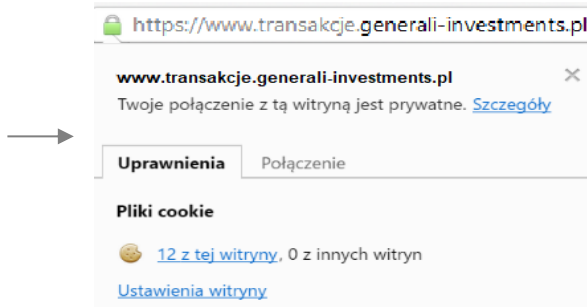 https://www.transakcje.generali-investments.pl
www.transakcje.generali-investments.pl
Twoje połączenie z tą witryną jest prywatne. Szczegóły
Uprawnienia Połączenie
Pliki cookie
12 z tej witryny, 0 z innych witryn
Ustawienia witryny